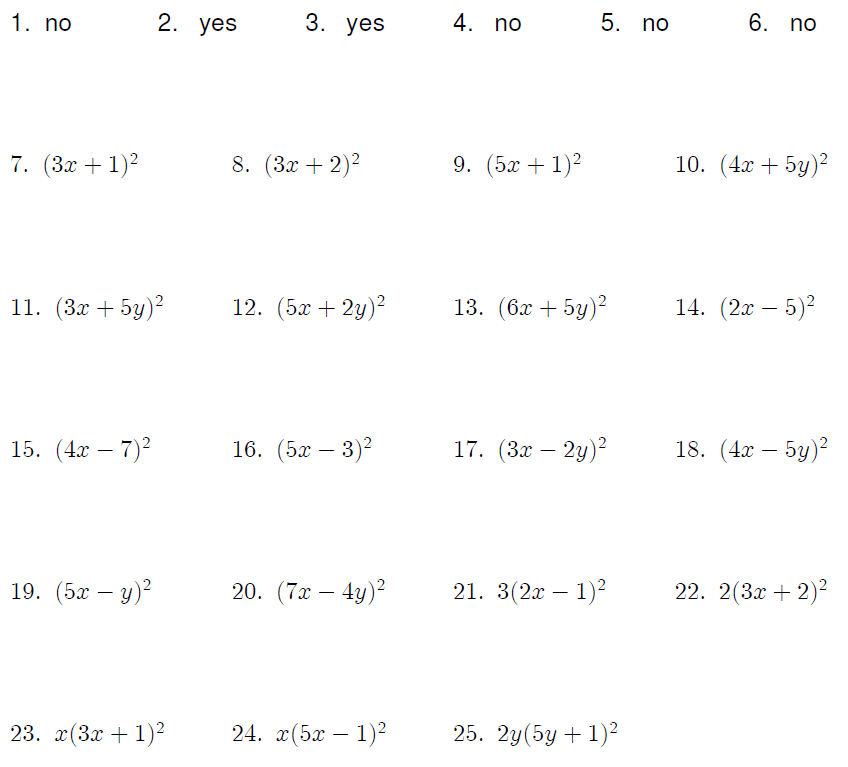 1. no 2. yes 3. yes 4. no 5. no 6. no
7. (3x + 1)² 8. (3x + 2)² 9. (5x + 1)² 10. (4x + 5y)²
11. (3x + 5y)² 12. (5x + 2y)² 13. (6x + 5y)² 14. (2x − 5)²
15. (4x − 7)² 16. (5x − 3)² 17. (3x − 2y)² 18. (4x − 5y)²
19. (5x − y)² 20. (7x − 4y)² 21. 3(2x − 1)² 22. 2(3x + 2)²
23. x(3x + 1)² 24. x(5x − 1)² 25. 2y(5y + 1)²